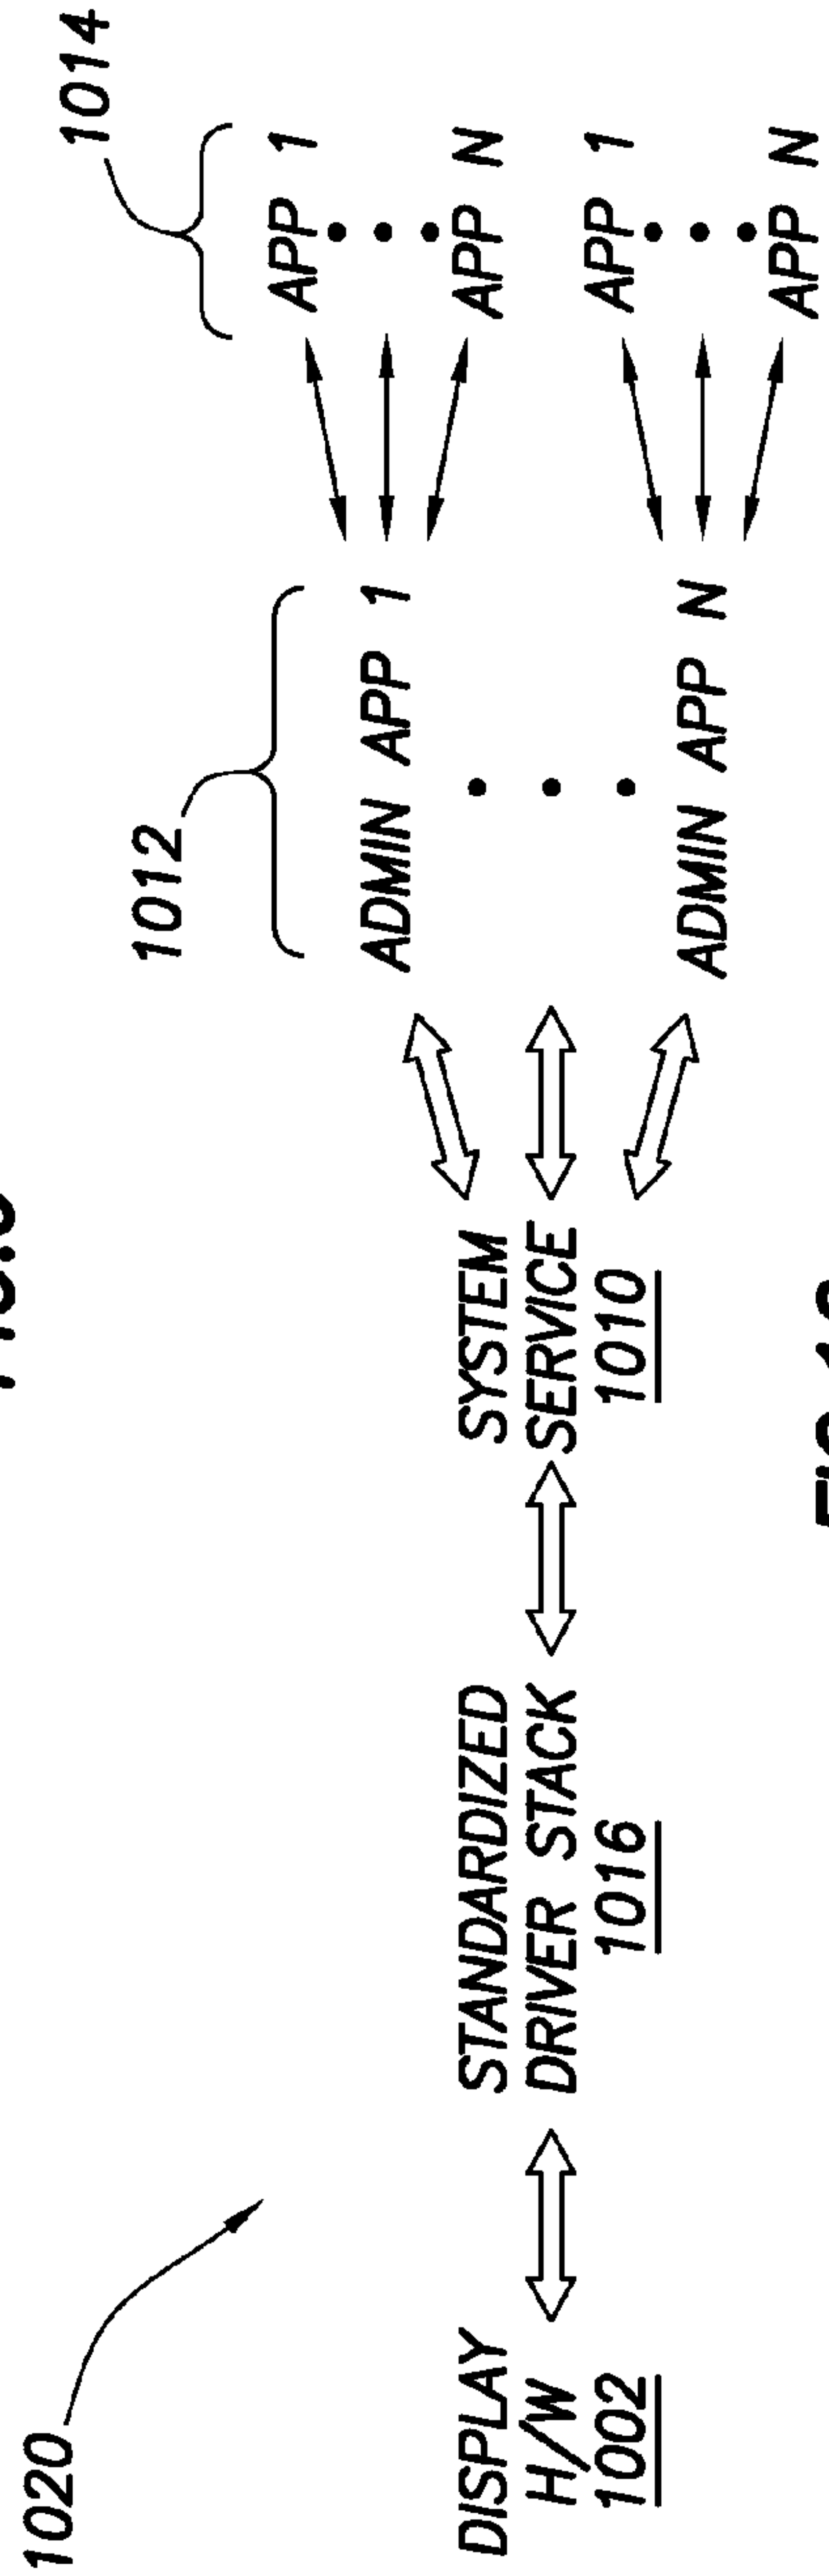 1020
DISPLAY
H/W
1002
STANDARDIZED
DRIVER STACK
1016
SYSTEM
SERVICE
1010
1012
ADMIN APP 1
ADMIN APP N
1014
APP 1
APP N
APP 1
APP N